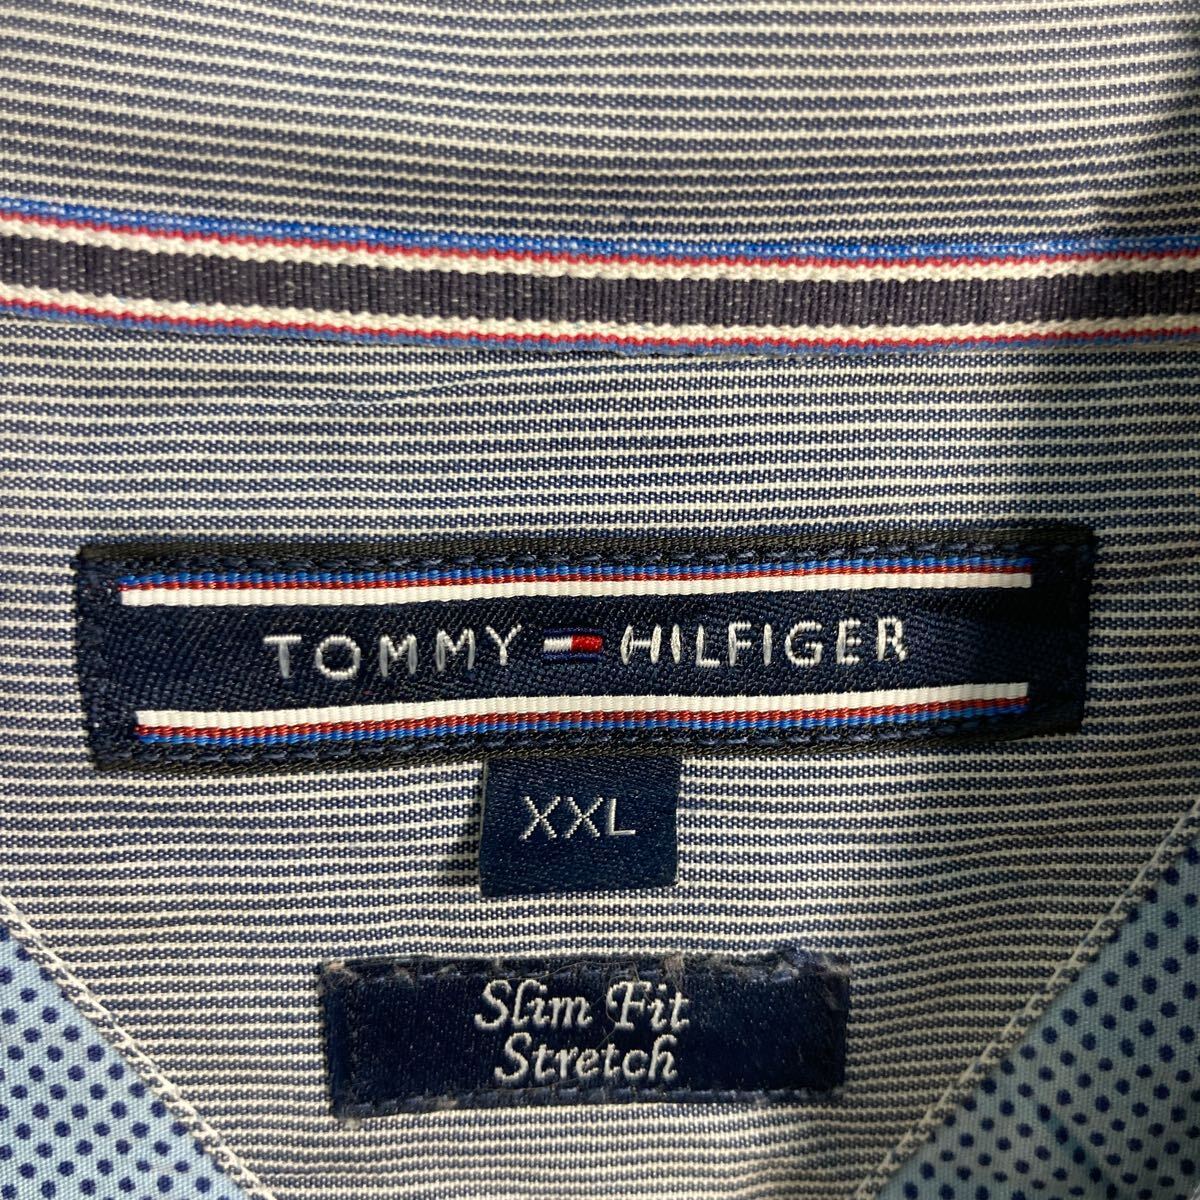 TOMMY HILFIGER
XXL
Slim Fit
Stretch